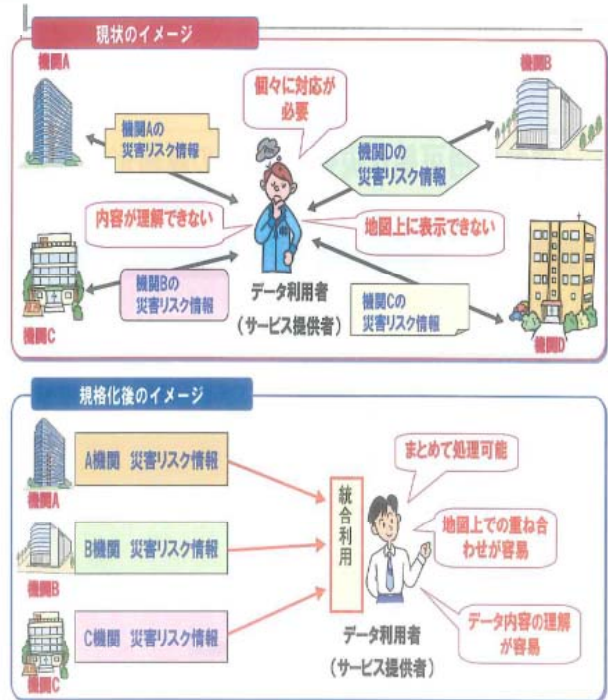 現状のイメージ
機関A
機関B
個々に対応が
必要
機関Aの
災害リスク情報
機関Dの
災害リスク情報
内容が理解できない
地図上に表示できない
機関Bの
災害リスク情報
機関Cの
災害リスク情報
データ利用者
(サービス提供者)
機関C
機関D
規格化後のイメージ
A機関 災害リスク情報
機関A
B機関 災害リスク情報
機関B
C機関 災害リスク情報
機関C
統合利用
まとめて処理可能
地図上での重ね合
わせが容易
データ内容の理解
が容易
データ利用者
(サービス提供者)